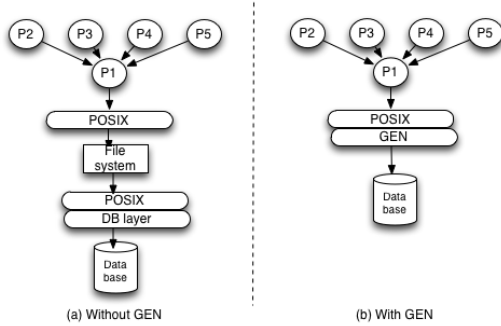 P2 P3 P4 P5
P1
POSIX
File
system
POSIX
DB layer
Data
base
(a) Without GEN
P2 P3 P4 P5
P1
POSIX
GEN
Data
base
(b) With GEN